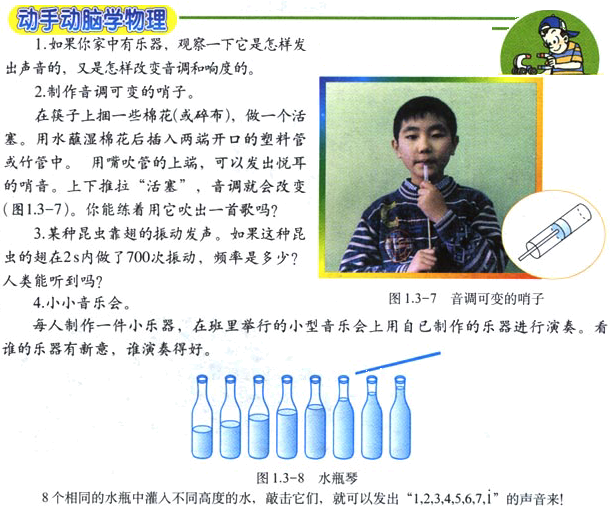 动手动脑学物理
1.如果你家中有乐器，观察一下它是怎样发
出声音的，又是怎样改变音调和响度的。
2.制作音调可变的哨子。
在筷子上捆一些棉花(或碎布)，做一个活
塞。用水蘸湿棉花后插入两端开口的塑料管
或竹管中。 用嘴吹管的上端，可以发出悦耳
的哨音。上下推拉“活塞”，音调就会改变
(图1.3-7)。你能练着用它吹出一首歌吗?
3.某种昆虫靠翅的振动发声。如果这种昆
虫的翅在2s内做了700次振动，频率是多少?
人类能听到吗?
图 1.3-7 音调可变的哨子
4.小小音乐会。
每人制作一件小乐器，在班里举行的小型音乐会上用自已制作的乐器进行演奏。看
谁的乐器有新意，谁演奏得好。
图 1.3-8 水瓶琴
8个相同的水瓶中灌入不同高度的水，敲击它们，就可以发出“1,2,3,4,5,6,7,i”的声音来!